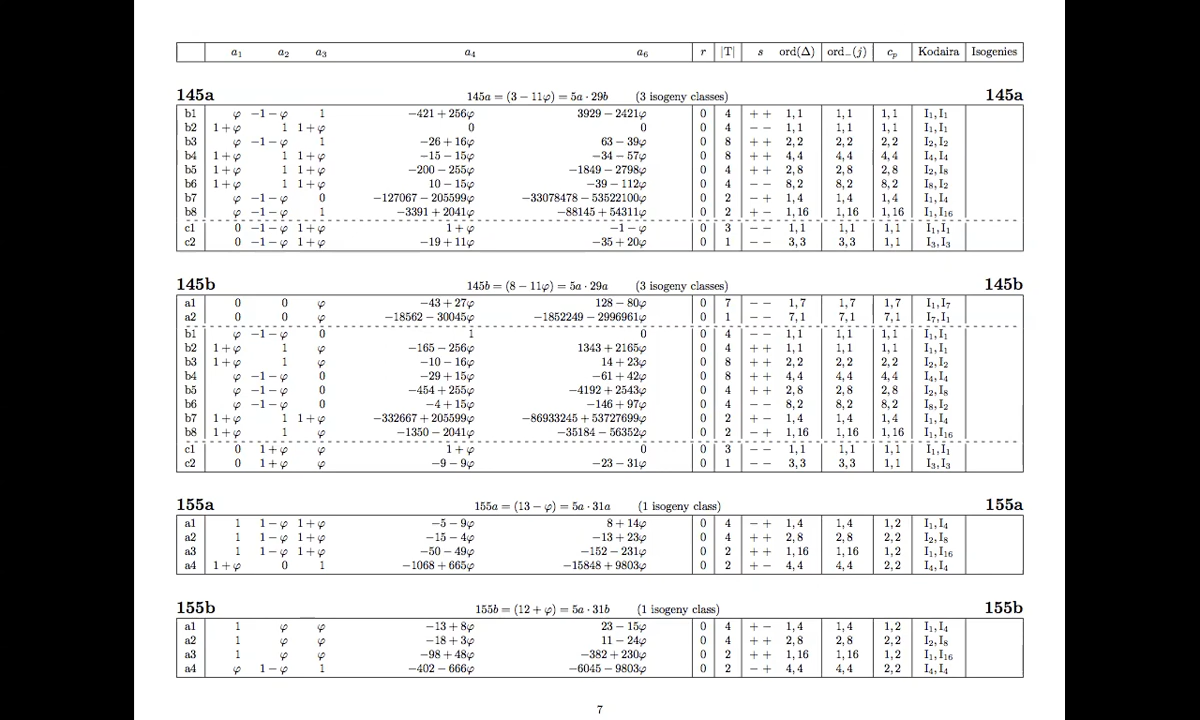 a₁ a₂ a₃ a₄ a₆ r |T| s ord(Δ) ord₋(j) cₚ Kodaira Isogenies
145a 145a = (3 − 11φ) = 5a · 29b (3 isogeny classes) 145a
b1 φ −1 − φ 1 −421 + 256φ 3929 − 2421φ 0 4 + + 1, 1 1, 1 1, 1 I₁, I₁
b2 1 + φ 1 1 + φ 0 0 0 4 − − 1, 1 1, 1 1, 1 I₁, I₁
b3 φ −1 − φ 1 −26 + 16φ 63 − 39φ 0 8 + + 2, 2 2, 2 2, 2 I₂, I₂
b4 1 + φ 1 1 + φ −15 − 15φ −34 − 57φ 0 8 + + 4, 4 4, 4 4, 4 I₄, I₄
b5 1 + φ 1 1 + φ −200 − 255φ −1849 − 2798φ 0 4 + + 2, 8 2, 8 2, 8 I₂, I₈
b6 1 + φ 1 1 + φ 10 − 15φ −39 − 112φ 0 4 − − 8, 2 8, 2 8, 2 I₈, I₂
b7 φ −1 − φ 0 −127067 − 205599φ −33078478 − 53522100φ 0 2 − + 1, 4 1, 4 1, 4 I₁, I₄
b8 φ −1 − φ 1 −3391 + 2041φ −88145 + 54311φ 0 2 + − 1, 16 1, 16 1, 16 I₁, I₁₆
c1 0 −1 − φ 1 + φ 1 + φ −1 − φ 0 3 − − 1, 1 1, 1 1, 1 I₁, I₁
c2 0 −1 − φ 1 + φ −19 + 11φ −35 + 20φ 0 1 − − 3, 3 3, 3 1, 1 I₃, I₃
145b 145b = (8 − 11φ) = 5a · 29a (3 isogeny classes) 145b
a1 0 0 φ −43 + 27φ 128 − 80φ 0 7 − − 1, 7 1, 7 1, 7 I₁, I₇
a2 0 0 φ −18562 − 30045φ −1852249 − 2996961φ 0 1 − − 7, 1 7, 1 7, 1 I₇, I₁
b1 φ −1 − φ 0 1 0 0 4 − − 1, 1 1, 1 1, 1 I₁, I₁
b2 1 + φ 1 φ −165 − 256φ 1343 + 2165φ 0 4 + + 1, 1 1, 1 1, 1 I₁, I₁
b3 1 + φ 1 φ −10 − 16φ 14 + 23φ 0 8 + + 2, 2 2, 2 2, 2 I₂, I₂
b4 φ −1 − φ 0 −29 + 15φ −61 + 42φ 0 8 + + 4, 4 4, 4 4, 4 I₄, I₄
b5 φ −1 − φ 0 −454 + 255φ −4192 + 2543φ 0 4 + + 2, 8 2, 8 2, 8 I₂, I₈
b6 φ −1 − φ 0 −4 + 15φ −146 + 97φ 0 4 − − 8, 2 8, 2 8, 2 I₈, I₂
b7 1 + φ 1 1 + φ −332667 + 205599φ −86933245 + 53727699φ 0 2 + − 1, 4 1, 4 1, 4 I₁, I₄
b8 1 + φ 1 φ −1350 − 2041φ −35184 − 56352φ 0 2 − + 1, 16 1, 16 1, 16 I₁, I₁₆
c1 0 1 + φ φ 1 + φ 0 0 3 − − 1, 1 1, 1 1, 1 I₁, I₁
c2 0 1 + φ φ −9 − 9φ −23 − 31φ 0 1 − − 3, 3 3, 3 1, 1 I₃, I₃
155a 155a = (13 − φ) = 5a · 31a (1 isogeny class) 155a
a1 1 1 − φ 1 + φ −5 − 9φ 8 + 14φ 0 4 − + 1, 4 1, 4 1, 2 I₁, I₄
a2 1 1 − φ 1 + φ −15 − 4φ −13 + 23φ 0 4 + + 2, 8 2, 8 2, 2 I₂, I₈
a3 1 1 − φ 1 + φ −50 − 49φ −152 − 231φ 0 2 + + 1, 16 1, 16 1, 2 I₁, I₁₆
a4 1 + φ 0 1 −1068 + 665φ −15848 + 9803φ 0 2 + − 4, 4 4, 4 2, 2 I₄, I₄
155b 155b = (12 + φ) = 5a · 31b (1 isogeny class) 155b
a1 1 φ φ −13 + 8φ 23 − 15φ 0 4 + − 1, 4 1, 4 1, 2 I₁, I₄
a2 1 φ φ −18 + 3φ 11 − 24φ 0 4 + + 2, 8 2, 8 2, 2 I₂, I₈
a3 1 φ φ −98 + 48φ −382 + 230φ 0 2 + + 1, 16 1, 16 1, 2 I₁, I₁₆
a4 φ 1 − φ 1 −402 − 666φ −6045 − 9803φ 0 2 − + 4, 4 4, 4 2, 2 I₄, I₄
7